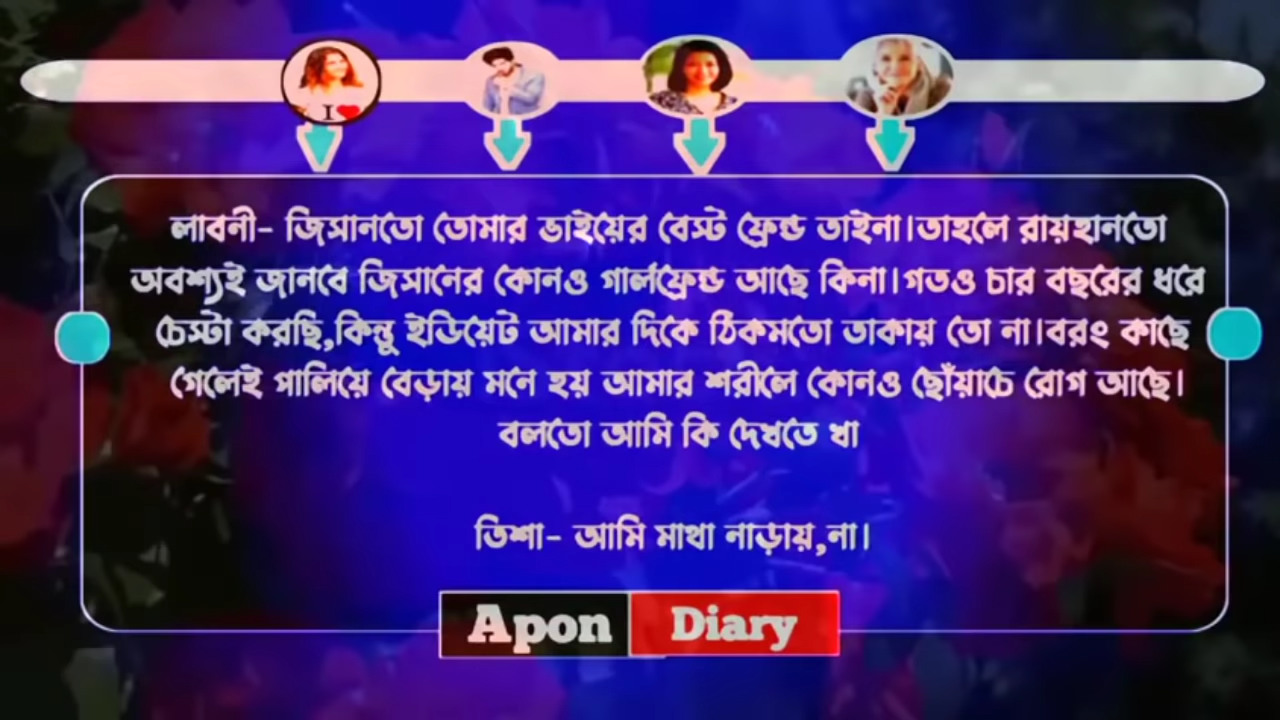 I
লাবনী- জিসানতো তোমার ভাইয়ের বেস্ট ফ্রেন্ড তাইনা।তাহলে রায়হানতো
অবশ্যই জানবে জিসানের কোনও গার্লফ্রেন্ড আছে কিনা।গতও চার বছরের ধরে
চেস্টা করছি,কিন্তু ইডিয়েট আমার দিকে ঠিকমতো তাকায় তো না।বরং কাছে
গেলেই পালিয়ে বেড়ায় মনে হয় আমার শরীলে কোনও ছোঁয়াচে রোগ আছে।
বলতো আমি কি দেখতে খা
তিশা- আমি মাথা নাড়ায়,না।
Apon Diary